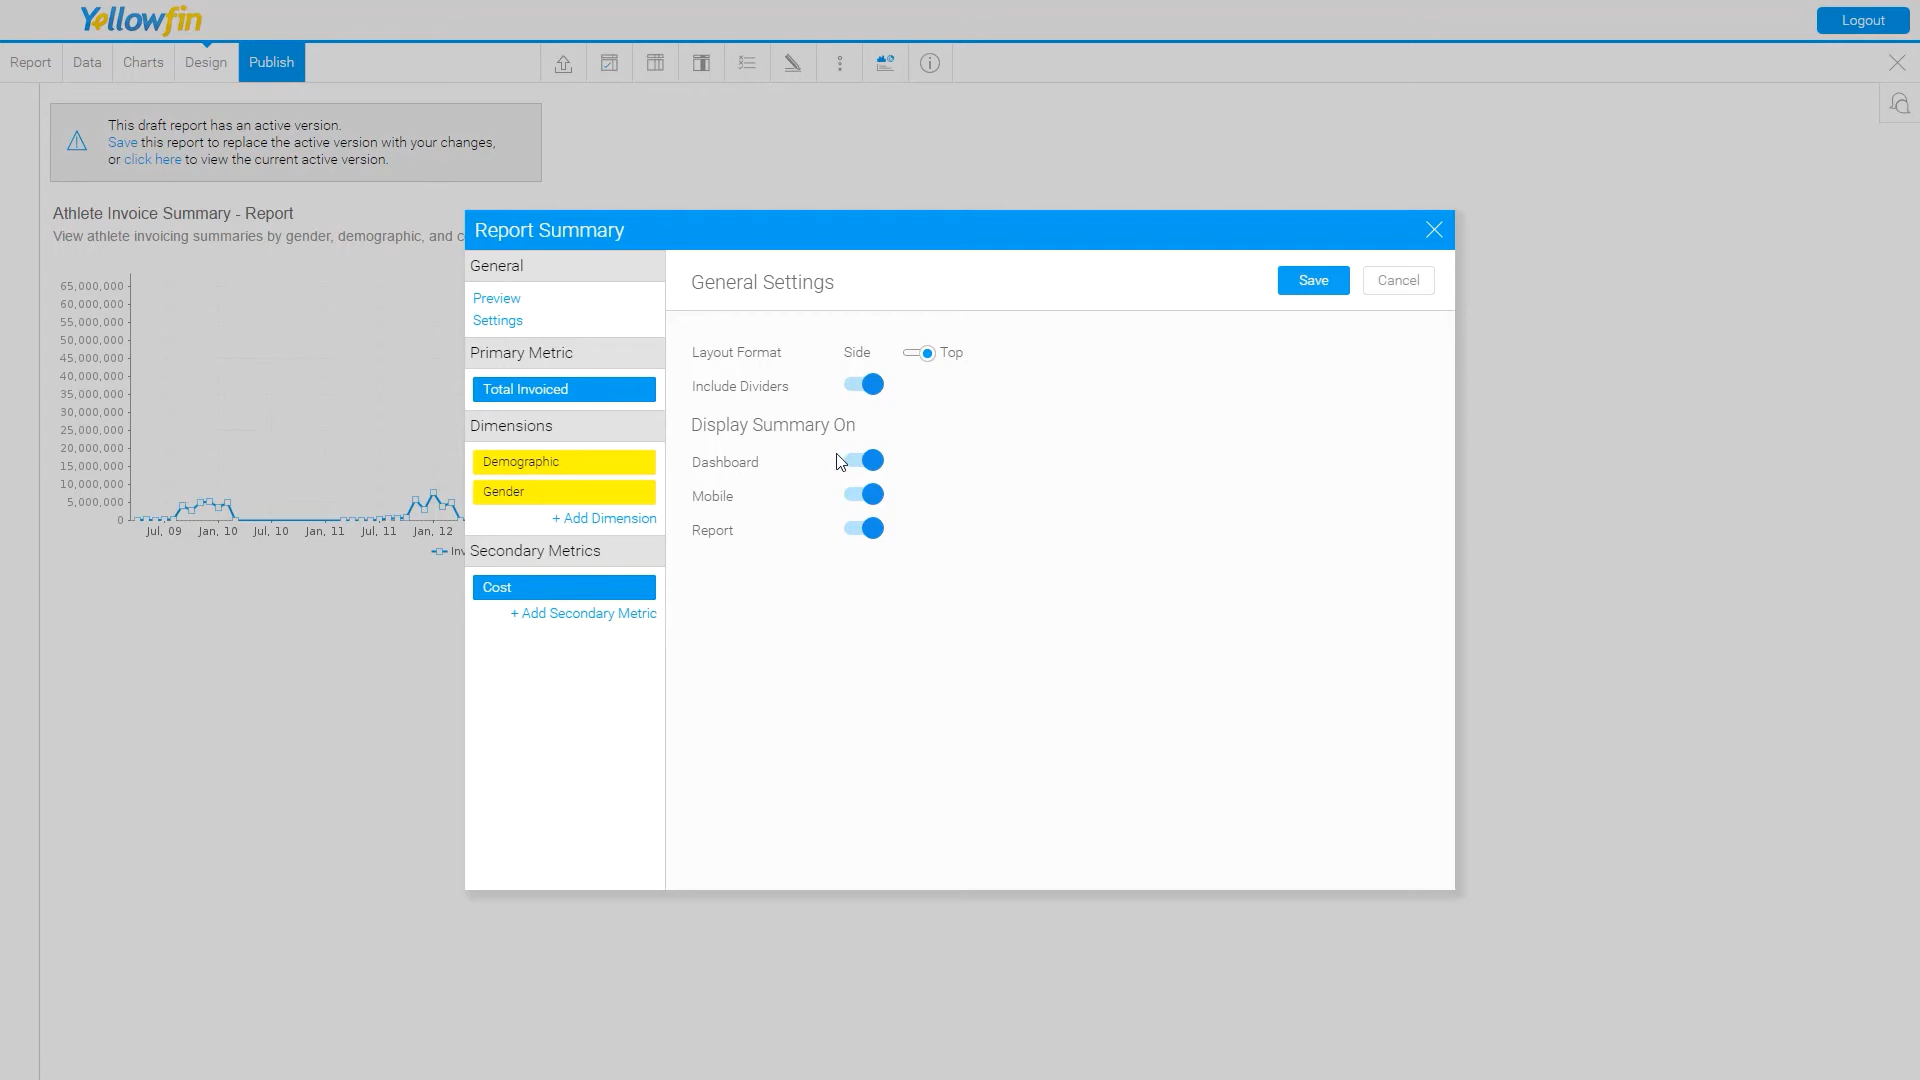 Yellowfin
Logout
Report
Data
Charts
Design
Publish
This draft report has an active version.
Save this report to replace the active version with your changes,
or click here to view the current active version.
Athlete Invoice Summary - Report
View athlete invoicing summaries by gender, demographic, and c
65,000,000
60,000,000
55,000,000
50,000,000
45,000,000
40,000,000
35,000,000
30,000,000
25,000,000
20,000,000
15,000,000
10,000,000
5,000,000
0
Jul, 09 Jan, 10 Jul, 10 Jan, 11 Jul, 11 Jan, 12
Inv
Report Summary
General
Preview
Settings
Primary Metric
Total Invoiced
Dimensions
Demographic
Gender
+ Add Dimension
Secondary Metrics
Cost
+ Add Secondary Metric
General Settings
Save
Cancel
Layout Format Side Top
Include Dividers
Display Summary On
Dashboard
Mobile
Report